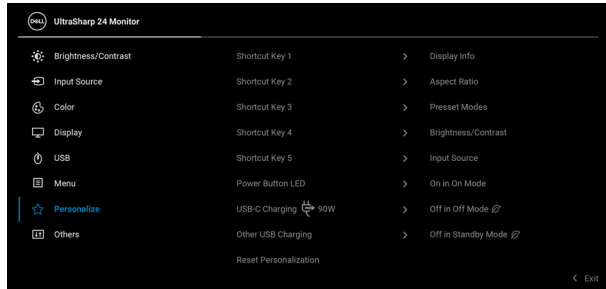 DELL UltraSharp 24 Monitor
Brightness/Contrast Shortcut Key 1 > Display Info
Input Source Shortcut Key 2 > Aspect Ratio
Color Shortcut Key 3 > Presset Modes
Display Shortcut Key 4 > Brightness/Contrast
USB Shortcut Key 5 > Input Source
Menu Power Button LED > On in On Mode
Personalize USB-C Charging 90W > Off in Off Mode
Others Other USB Charging > Off in Standby Mode
Reset Personalization
< Exit